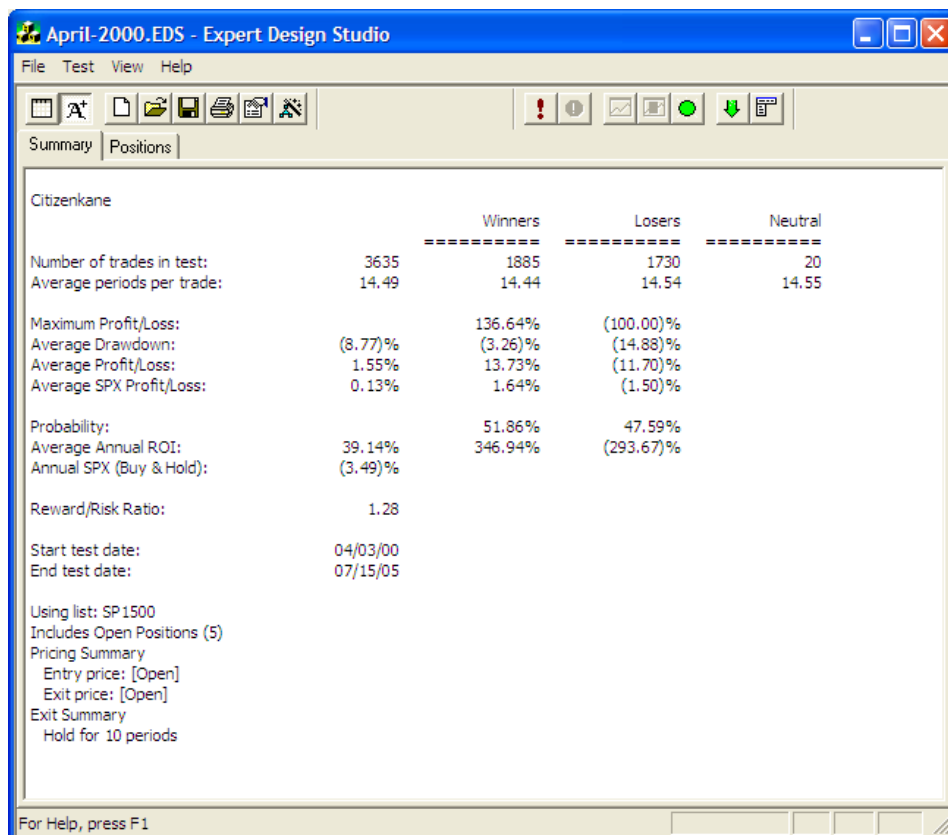 April-2000.EDS - Expert Design Studio
File Test View Help
A+
Summary Positions
Citizenkane
Winners Losers Neutral
========== ========== ==========
Number of trades in test: 3635 1885 1730 20
Average periods per trade: 14.49 14.44 14.54 14.55
Maximum Profit/Loss: 136.64% (100.00)%
Average Drawdown: (8.77)% (3.26)% (14.88)%
Average Profit/Loss: 1.55% 13.73% (11.70)%
Average SPX Profit/Loss: 0.13% 1.64% (1.50)%
Probability: 51.86% 47.59%
Average Annual ROI: 39.14% 346.94% (293.67)%
Annual SPX (Buy & Hold): (3.49)%
Reward/Risk Ratio: 1.28
Start test date: 04/03/00
End test date: 07/15/05
Using list: SP1500
Includes Open Positions (5)
Pricing Summary
Entry price: [Open]
Exit price: [Open]
Exit Summary
Hold for 10 periods
For Help, press F1